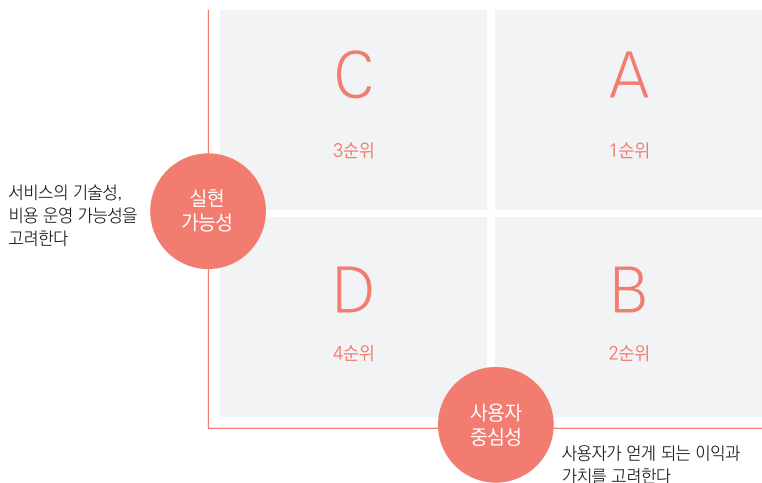 C
3순위
A
1순위
서비스의 기술성,
비용 운영 가능성을
고려한다
실현
가능성
D
4순위
B
2순위
사용자
중심성
사용자가 얻게 되는 이익과
가치를 고려한다